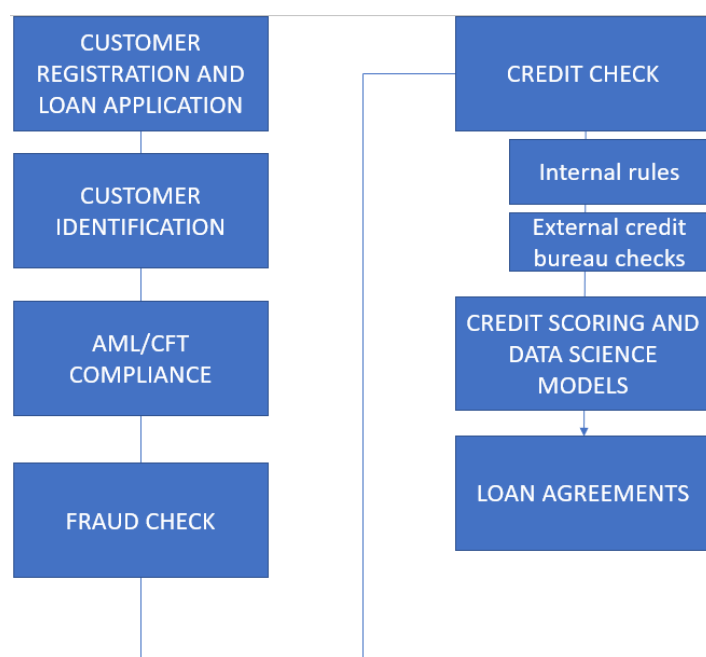 CUSTOMER
REGISTRATION AND
LOAN APPLICATION
CUSTOMER
IDENTIFICATION
AML/CFT
COMPLIANCE
FRAUD CHECK
CREDIT CHECK
Internal rules
External credit
bureau checks
CREDIT SCORING AND
DATA SCIENCE
MODELS
LOAN AGREEMENTS